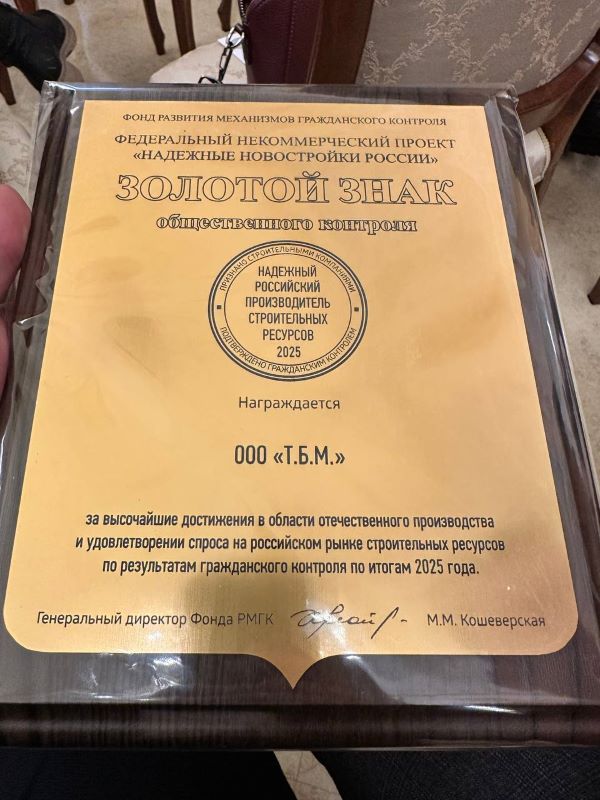 ФОНД РАЗВИТИЯ МЕХАНИЗМОВ ГРАЖДАНСКОГО КОНТРОЛЯ
ФЕДЕРАЛЬНЫЙ НЕКОММЕРЧЕСКИЙ ПРОЕКТ
«НАДЕЖНЫЕ НОВОСТРОЙКИ РОССИИ»
ЗОЛОТОЙ ЗНАК
общественного контроля
ПРИЗНАНО СТРОИТЕЛЬНЫМИ КОМПАНИЯМИ
НАДЕЖНЫЙ
РОССИЙСКИЙ
ПРОИЗВОДИТЕЛЬ
СТРОИТЕЛЬНЫХ
РЕСУРСОВ
2025
ПОДТВЕРЖДЕНО ГРАЖДАНСКИМ КОНТРОЛЕМ
Награждается
ООО «Т.Б.М.»
за высочайшие достижения в области отечественного производства
и удовлетворении спроса на российском рынке строительных ресурсов
по результатам гражданского контроля по итогам 2025 года.
Генеральный директор Фонда РМГК М.М. Кошеверская